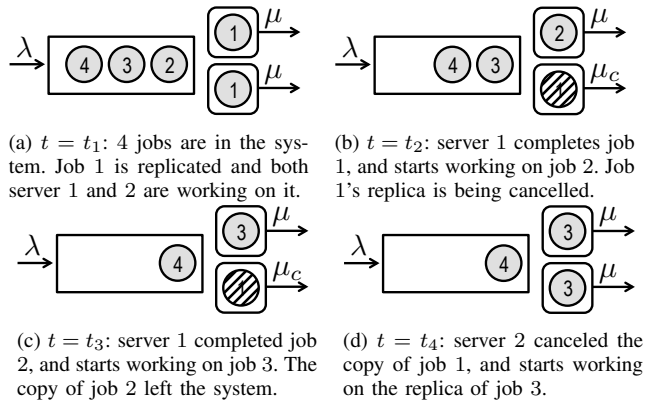 λ 4 3 2 1 μ
1 μ
λ 4 3 2 μ
1 μc
(a) t = t1: 4 jobs are in the sys-
tem. Job 1 is replicated and both
server 1 and 2 are working on it.
(b) t = t2: server 1 completes job
1, and starts working on job 2. Job
1's replica is being cancelled.
λ 4 3 μ
1 μc
λ 4 3 μ
3 μ
(c) t = t3: server 1 completed job
2, and starts working on job 3. The
copy of job 2 left the system.
(d) t = t4: server 2 canceled the
copy of job 1, and starts working
on the replica of job 3.